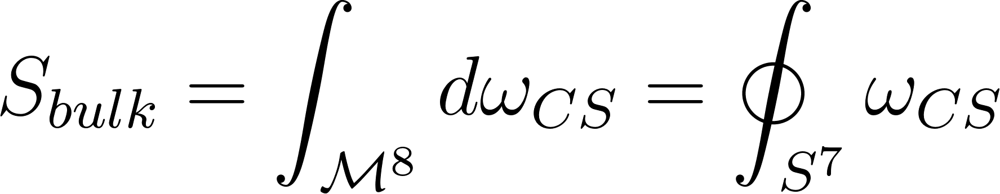 $S_{bulk} = \int_{\mathcal{M}^8} d\omega_{CS} = \oint_{S^7} \omega_{CS}$